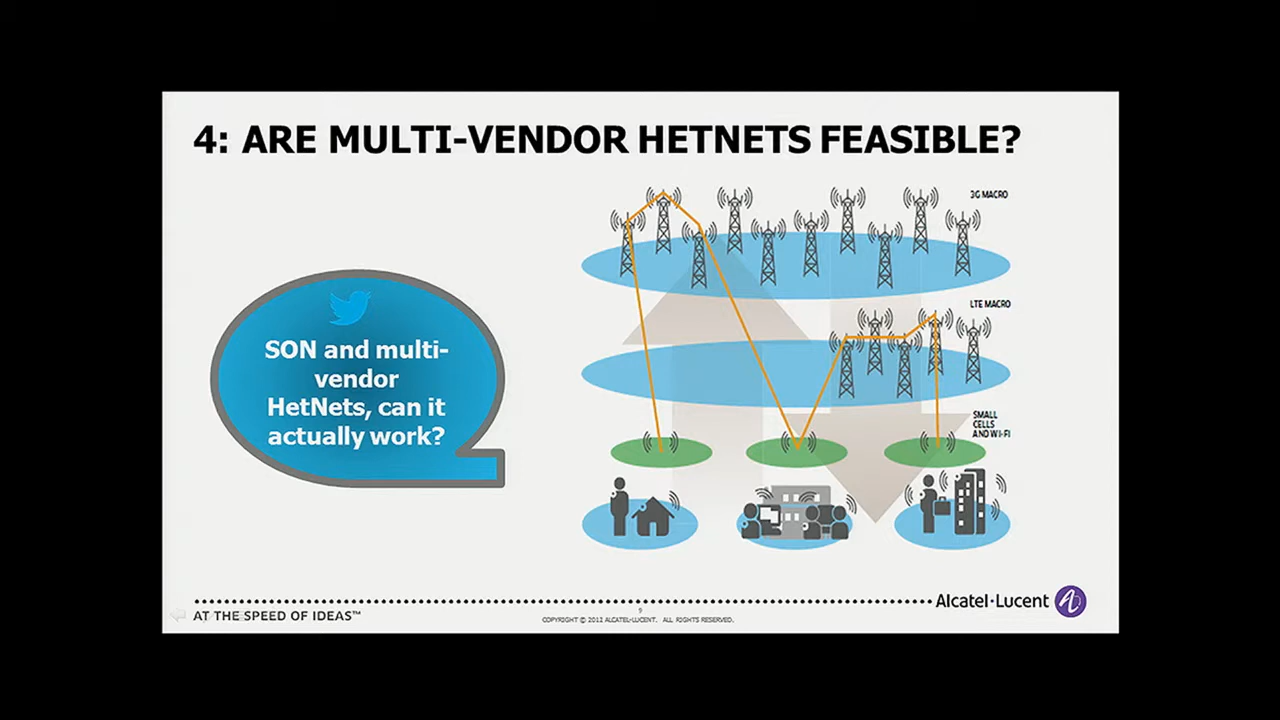 4: ARE MULTI-VENDOR HETNETS FEASIBLE?
3G MACRO
SON and multi-
vendor
HetNets, can it
actually work?
LTE MACRO
SMALL
CELLS
AND WI-FI
AT THE SPEED OF IDEAS™
9
COPYRIGHT © 2012 ALCATEL-LUCENT. ALL RIGHTS RESERVED.
Alcatel·Lucent